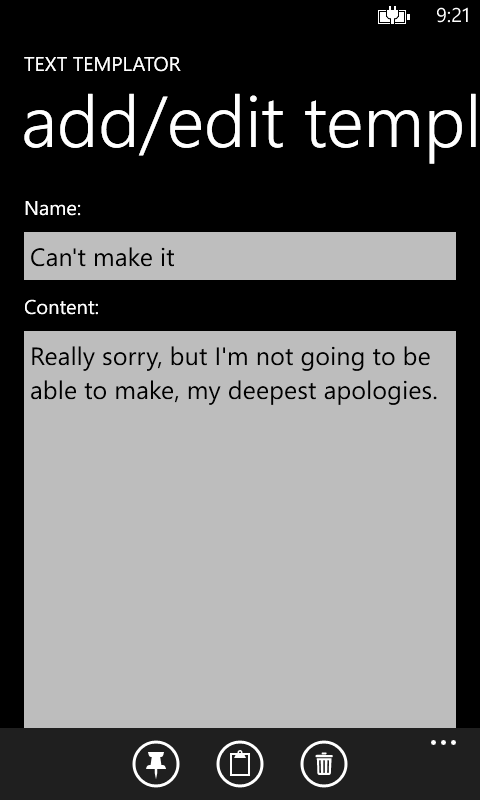 9:21
TEXT TEMPLATOR
add/edit templ
Name:
Can't make it
Content:
Really sorry, but I'm not going to be
able to make, my deepest apologies.